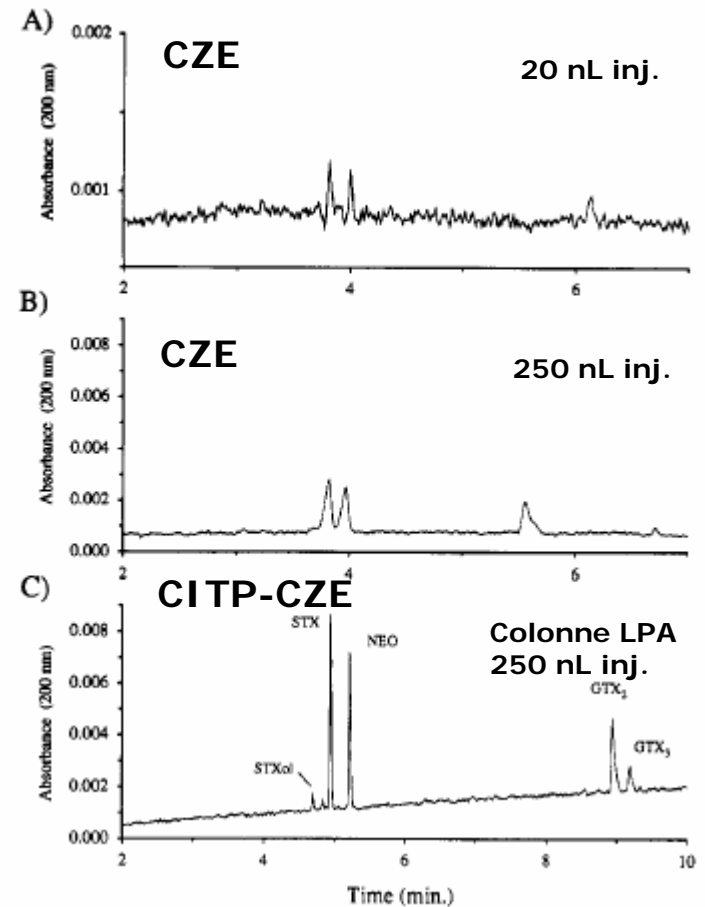 A)
CZE
20 nL inj.
Absorbance (200 nm)
0.002
0.001
2 4 6
B)
CZE
250 nL inj.
Absorbance (200 nm)
0.008
0.006
0.004
0.002
0.000
2 4 6
C)
CITP-CZE
Colonne LPA
250 nL inj.
Absorbance (200 nm)
0.008
0.006
0.004
0.002
0.000
STX
NEO
STXol
GTX₂
GTX₃
2 4 6 8 10
Time (min.)